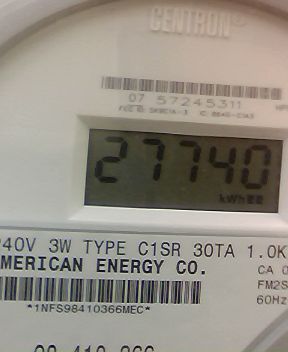 CENTRON®
07 57245311
27740
kWh
240V 3W TYPE C1SR 30TA 1.0K
AMERICAN ENERGY CO.
CA 0
FM2S
60Hz
*1NFS98410366MEC*